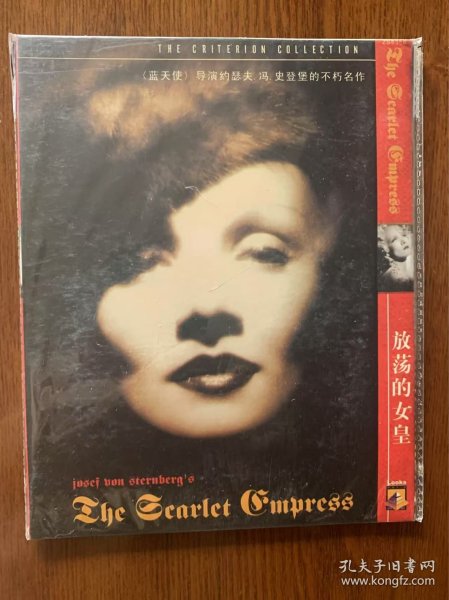 THE CRITERION COLLECTION
《蓝天使》导演约瑟夫.冯.史登堡的不朽名作
josef von sternberg's
The Scarlet Empress
The Scarlet Empress
放荡的女皇
Looks
孔夫子旧书网
www.kongfz.com